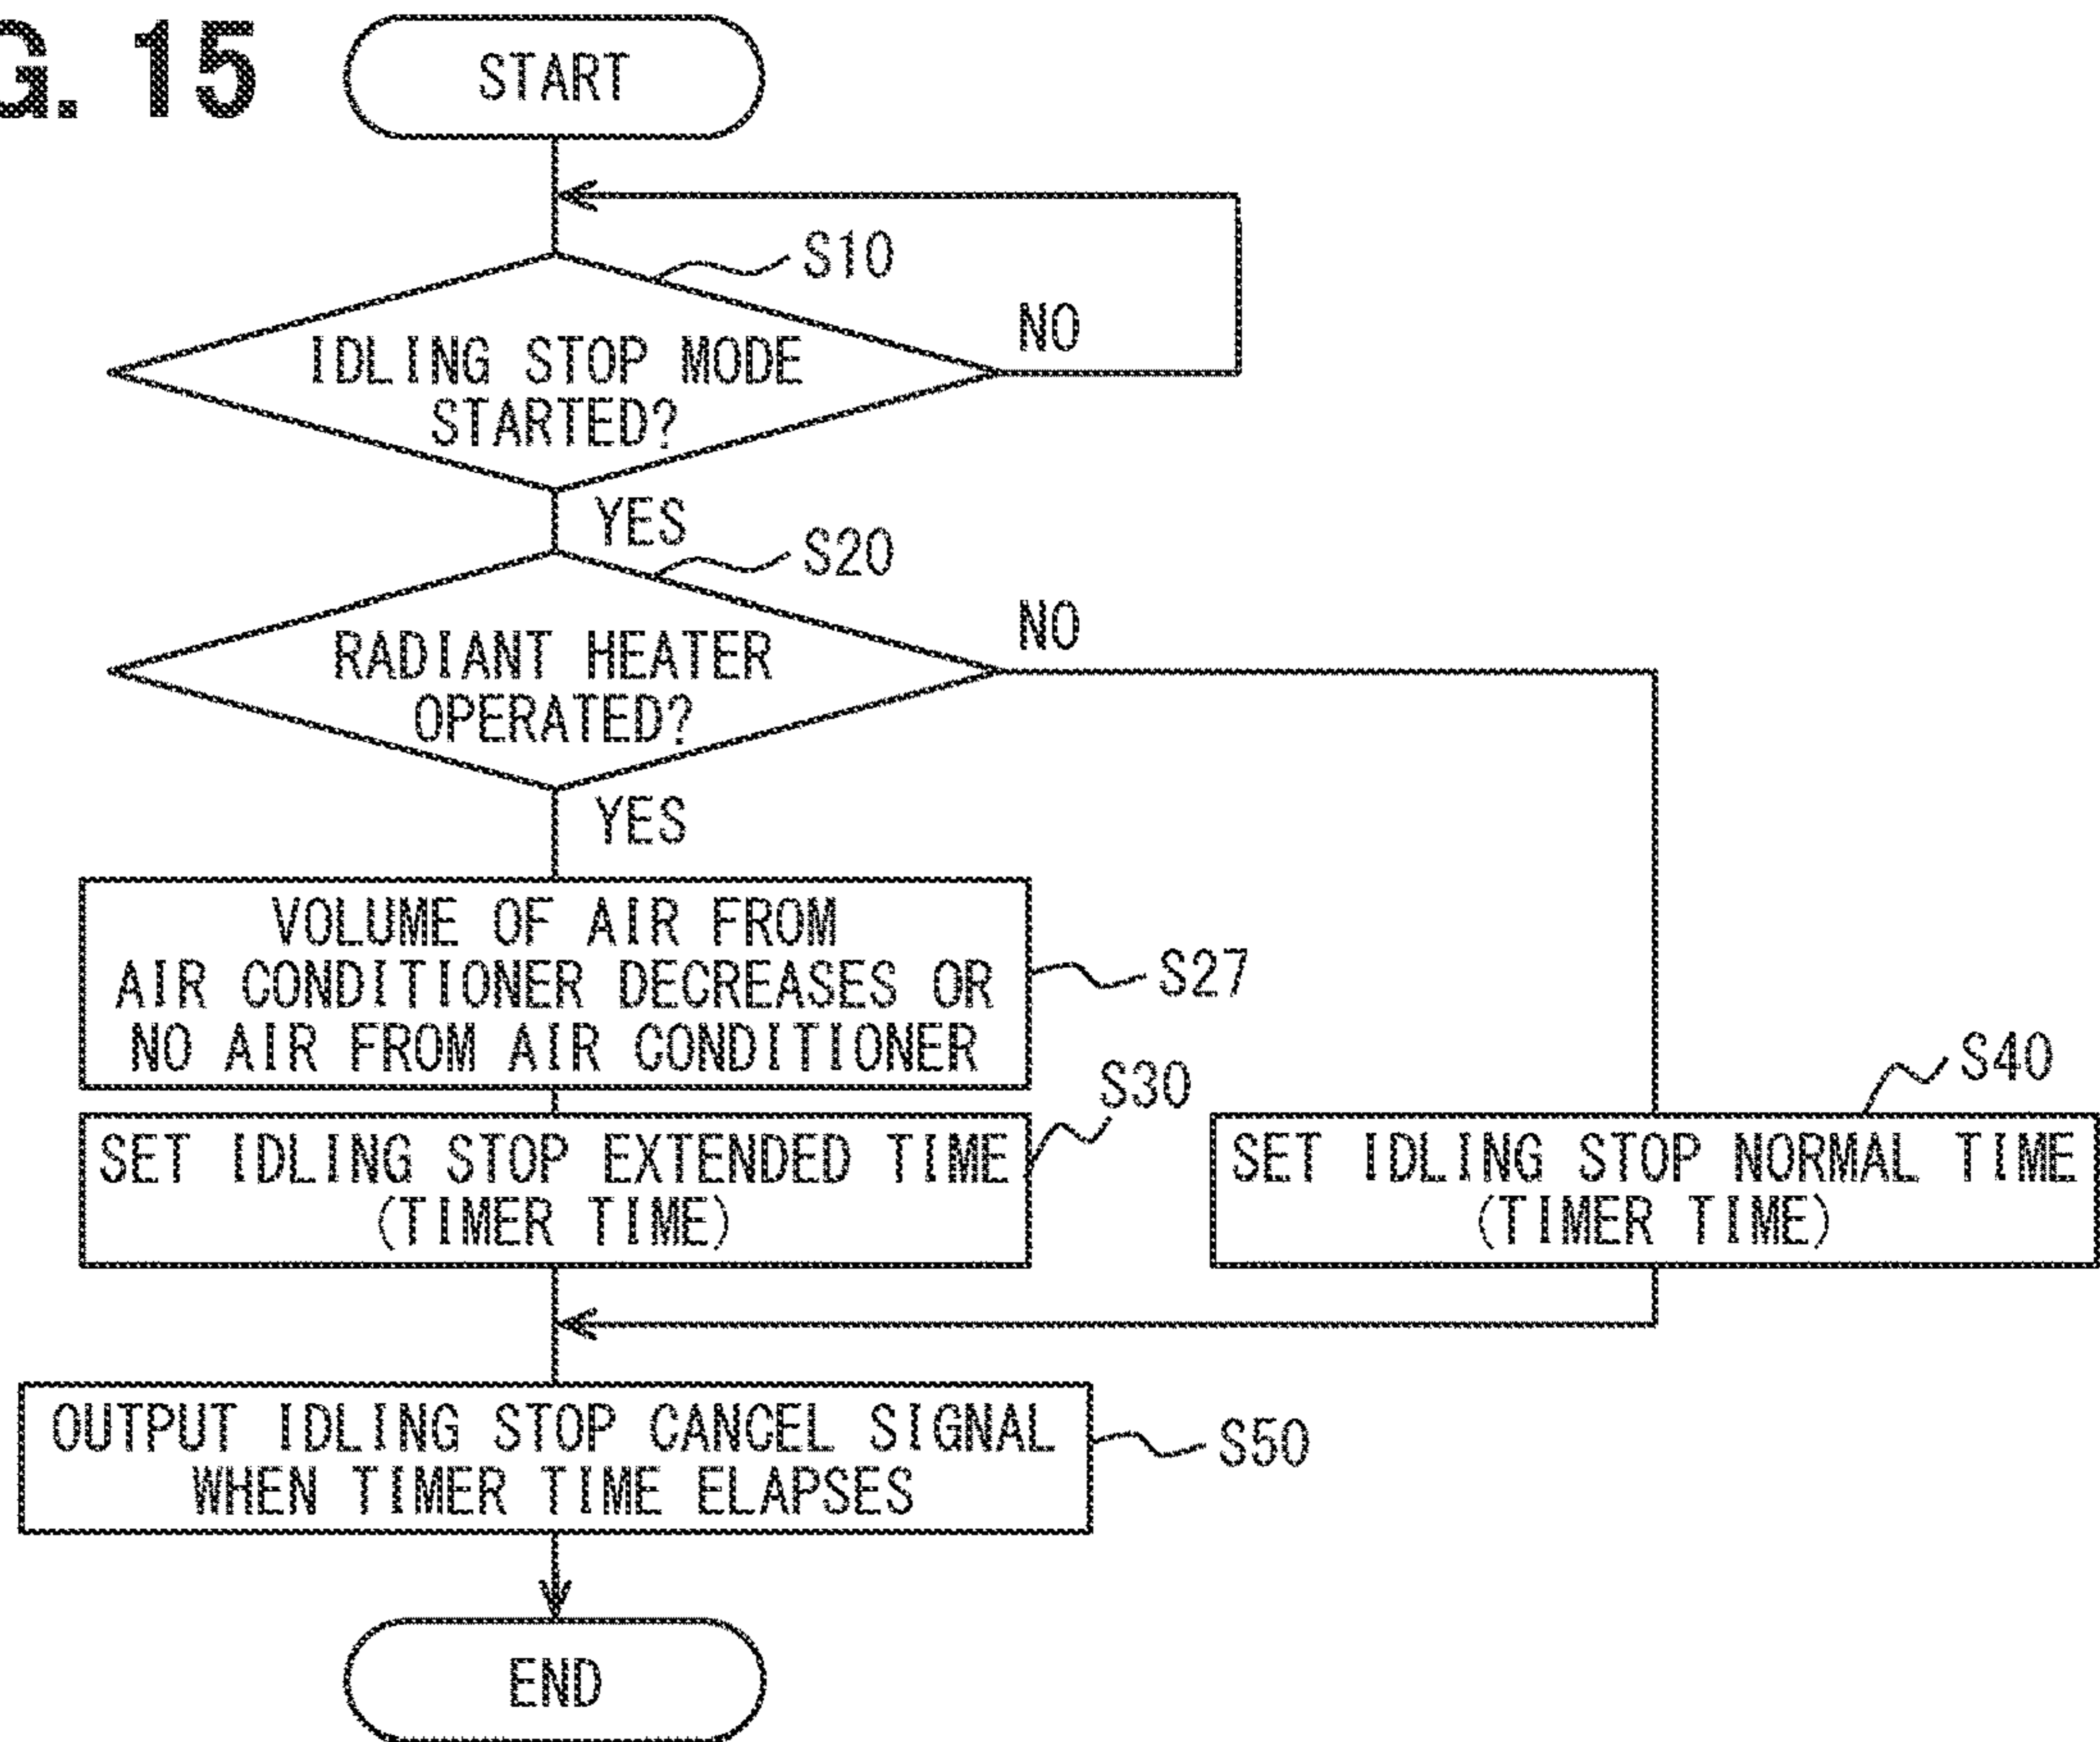 G. 15
START
S10
NO
IDLING STOP MODE
STARTED?
YES
S20
NO
RADIANT HEATER
OPERATED?
YES
VOLUME OF AIR FROM
AIR CONDITIONER DECREASES OR
NO AIR FROM AIR CONDITIONER
S27
S30
SET IDLING STOP EXTENDED TIME
(TIMER TIME)
S40
SET IDLING STOP NORMAL TIME
(TIMER TIME)
OUTPUT IDLING STOP CANCEL SIGNAL
WHEN TIMER TIME ELAPSES
S50
END